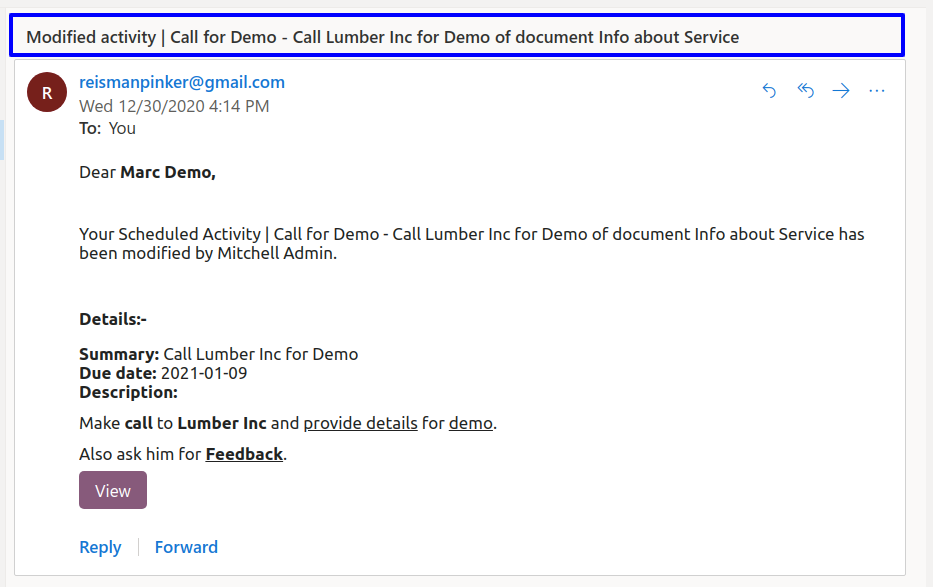 Modified activity | Call for Demo - Call Lumber Inc for Demo of document Info about Service
R
reismanpinker@gmail.com
Wed 12/30/2020 4:14 PM
To: You
Dear Marc Demo,
Your Scheduled Activity | Call for Demo - Call Lumber Inc for Demo of document Info about Service has
been modified by Mitchell Admin.
Details:-
Summary: Call Lumber Inc for Demo
Due date: 2021-01-09
Description:
Make call to Lumber Inc and provide details for demo.
Also ask him for Feedback.
View
Reply | Forward